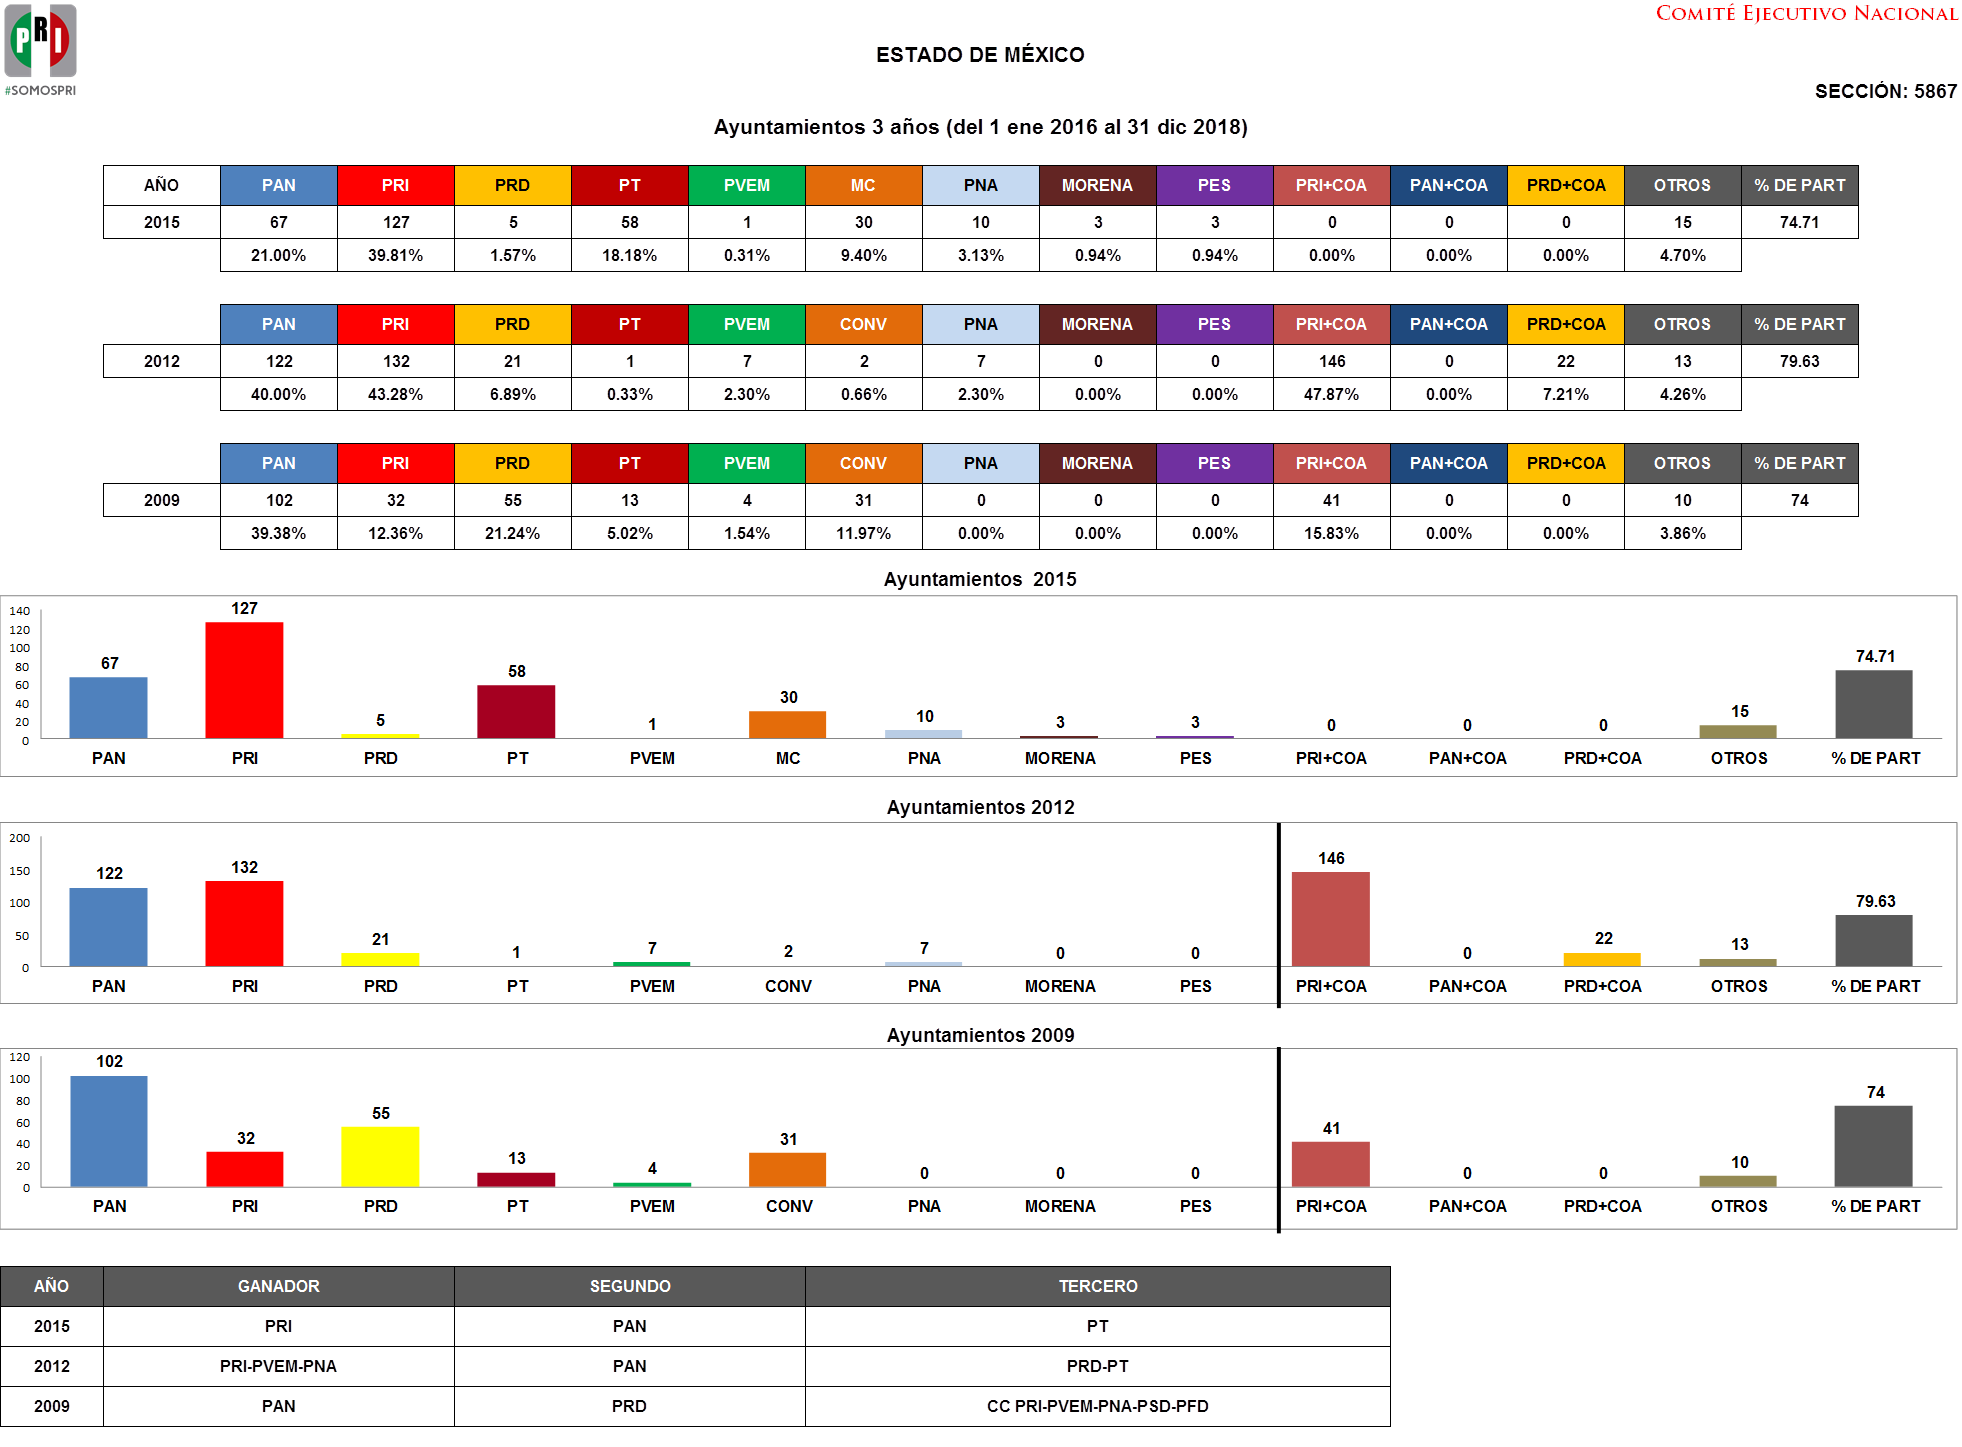 PRI
#SOMOSPRI
COMITÉ EJECUTIVO NACIONAL
ESTADO DE MÉXICO
SECCIÓN: 5867
Ayuntamientos 3 años (del 1 ene 2016 al 31 dic 2018)
AÑO PAN PRI PRD PT PVEM MC PNA MORENA PES PRI+COA PAN+COA PRD+COA OTROS % DE PART
2015 67 127 5 58 1 30 10 3 3 0 0 0 15 74.71
21.00% 39.81% 1.57% 18.18% 0.31% 9.40% 3.13% 0.94% 0.94% 0.00% 0.00% 0.00% 4.70%
PAN PRI PRD PT PVEM CONV PNA MORENA PES PRI+COA PAN+COA PRD+COA OTROS % DE PART
2012 122 132 21 1 7 2 7 0 0 146 0 22 13 79.63
40.00% 43.28% 6.89% 0.33% 2.30% 0.66% 2.30% 0.00% 0.00% 47.87% 0.00% 7.21% 4.26%
PAN PRI PRD PT PVEM CONV PNA MORENA PES PRI+COA PAN+COA PRD+COA OTROS % DE PART
2009 102 32 55 13 4 31 0 0 0 41 0 0 10 74
39.38% 12.36% 21.24% 5.02% 1.54% 11.97% 0.00% 0.00% 0.00% 15.83% 0.00% 0.00% 3.86%
Ayuntamientos 2015
140
120
100
80
60
40
20
0
67 127 5 58 1 30 10 3 3 0 0 0 15 74.71
PAN PRI PRD PT PVEM MC PNA MORENA PES PRI+COA PAN+COA PRD+COA OTROS % DE PART
Ayuntamientos 2012
200
150
100
50
0
122 132 21 1 7 2 7 0 0 146 0 22 13 79.63
PAN PRI PRD PT PVEM CONV PNA MORENA PES PRI+COA PAN+COA PRD+COA OTROS % DE PART
Ayuntamientos 2009
120
100
80
60
40
20
0
102 32 55 13 4 31 0 0 0 41 0 0 10 74
PAN PRI PRD PT PVEM CONV PNA MORENA PES PRI+COA PAN+COA PRD+COA OTROS % DE PART
AÑO GANADOR SEGUNDO TERCERO
2015 PRI PAN PT
2012 PRI-PVEM-PNA PAN PRD-PT
2009 PAN PRD CC PRI-PVEM-PNA-PSD-PFD